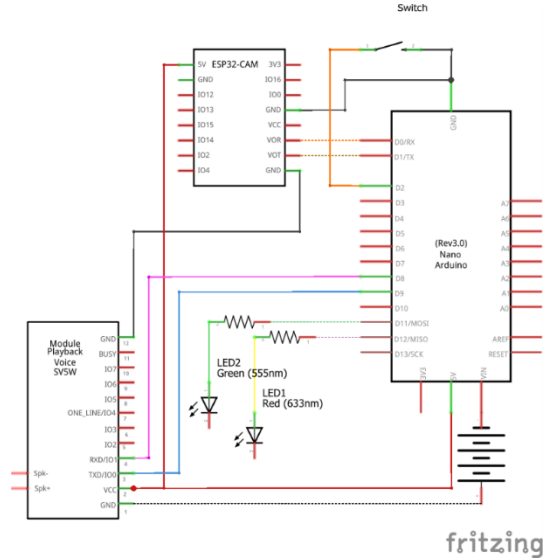 Switch
ESP32-CAM
5V
GND
IO12
IO13
IO15
IO14
IO2
IO4
3V3
IO16
IO0
GND
VCC
VOR
VOT
GND
GND
D0/RX
D1/TX
D2
D3
D4
D5
D6
D7
D8
D9
D10
D11/MOSI
D12/MISO
D13/SCK
(Rev3.0)
Nano
Arduino
A7
A6
A5
A4
A3
A2
A1
A0
AREF
RESET
3V3
5V
VIN
Module
Playback
Voice
SV5W
GND
BUSY
IO7
IO6
IO5
ONE_LINE/IO4
IO3
IO2
RXD/IO1
TXD/IO0
VCC
GND
Spk-
Spk+
LED2
Green (555nm)
LED1
Red (633nm)
fritzing